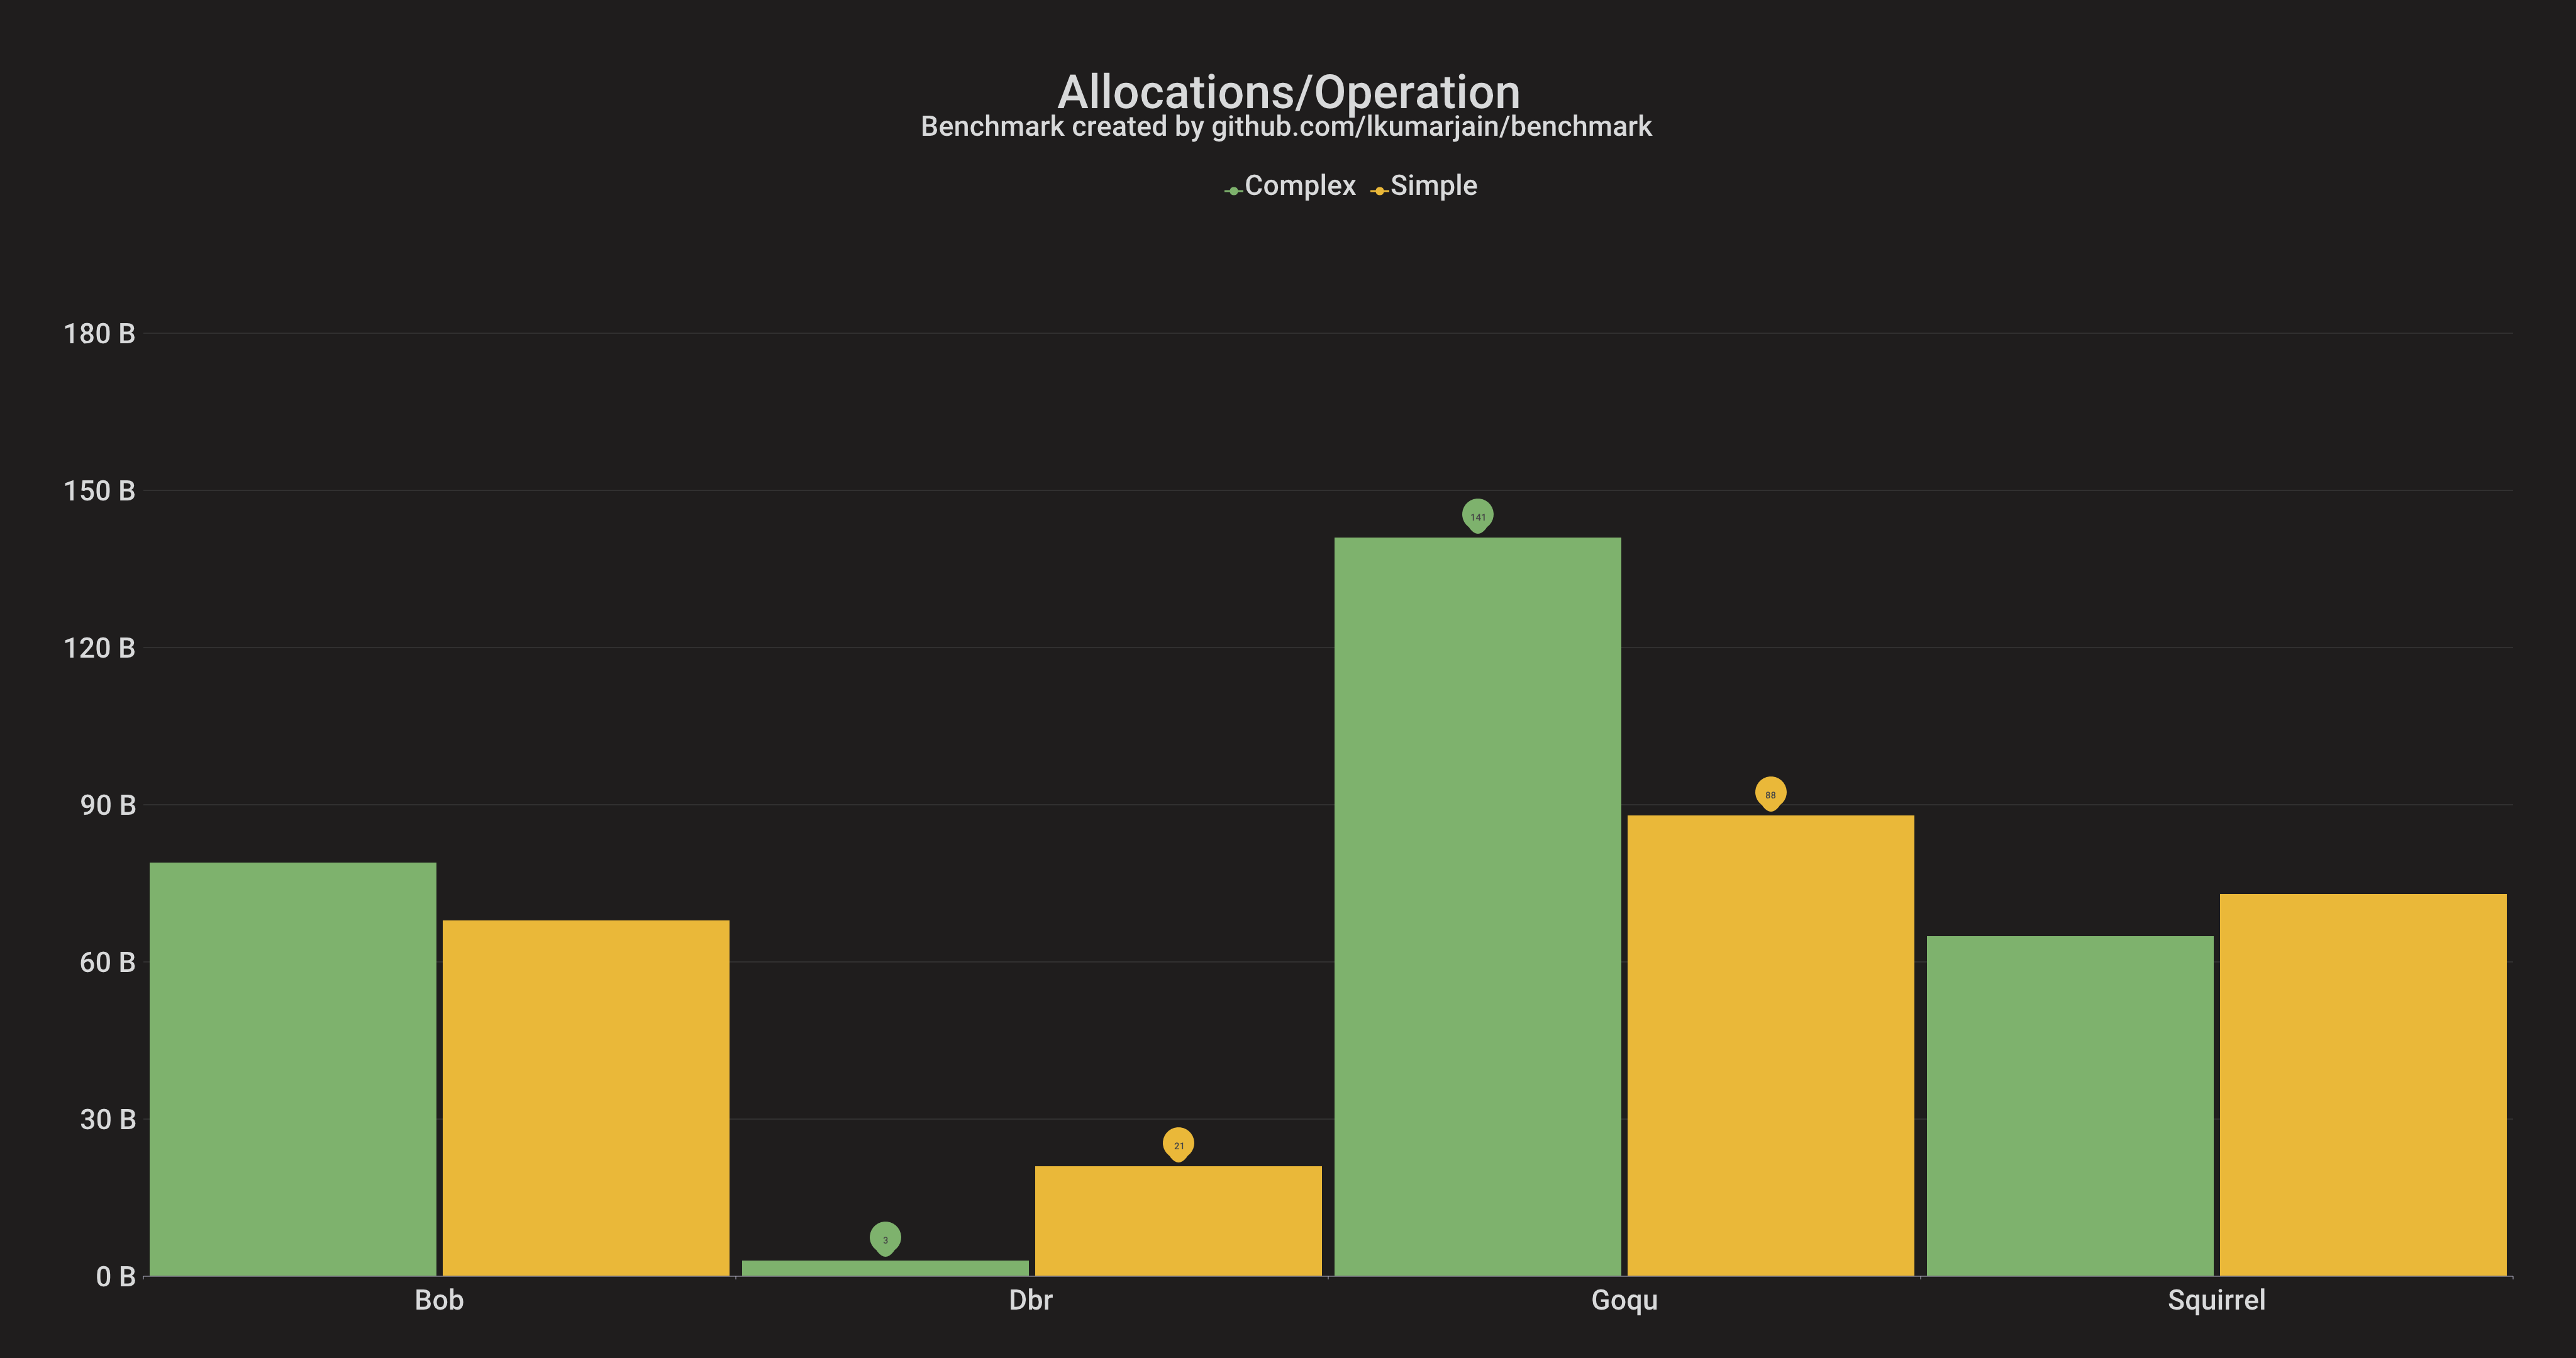 Allocations/Operation
Benchmark created by github.com/lkumarjain/benchmark
Complex Simple
180 B
150 B
141
120 B
90 B
88
60 B
30 B
21
3
0 B
Bob Dbr Goqu Squirrel